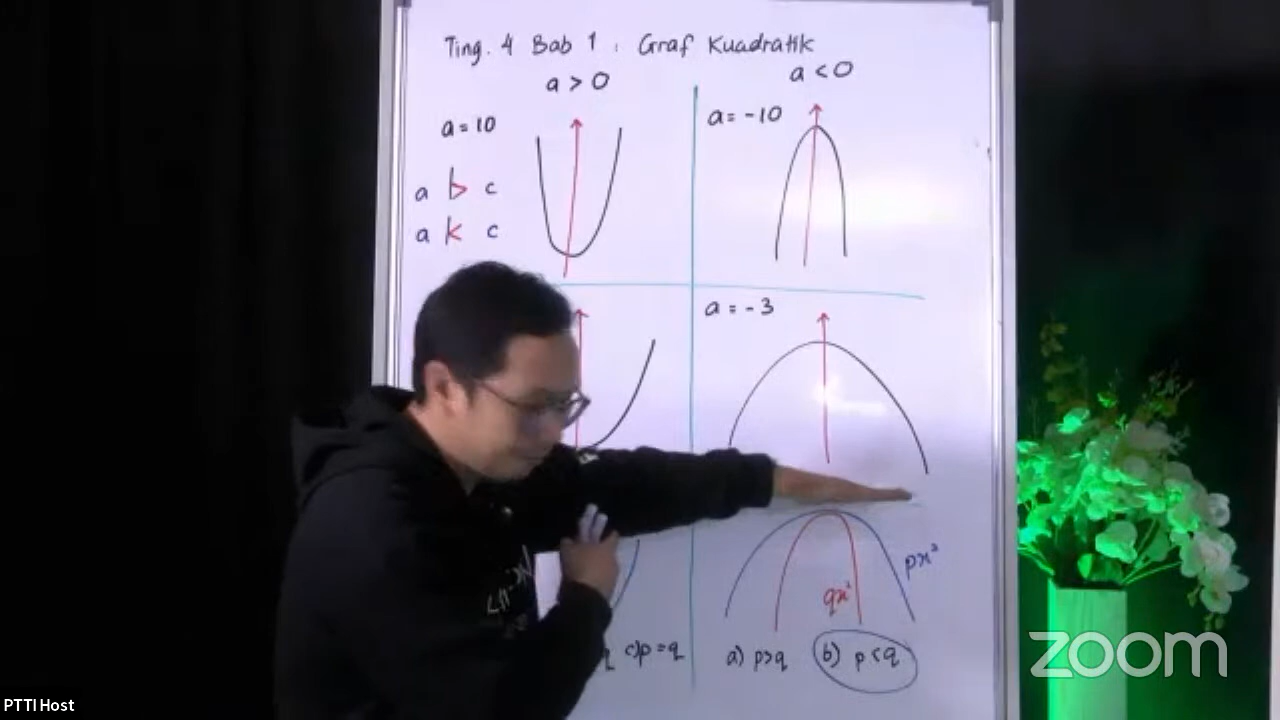 Ting. 4 Bab 1 : Graf Kuadratik
a > 0
a < 0
a = 10
a = -10
a b c
a k c
a = -3
px²
qx²
q c) p = q
a) p > q
b) p < q
zoom
PTTI Host